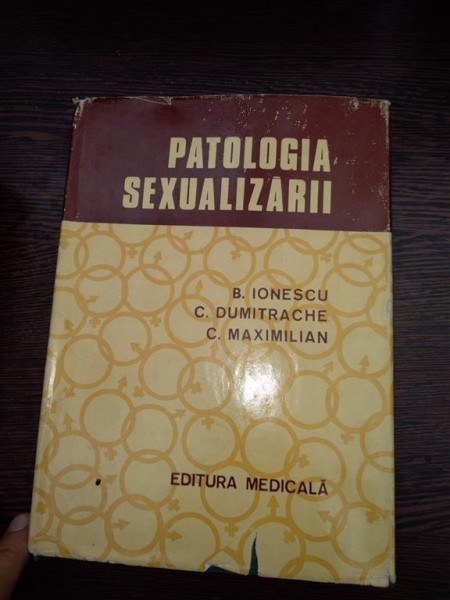 PATOLOGIA
SEXUALIZĂRII
B. IONESCU
C. DUMITRACHE
C. MAXIMILIAN
EDITURA MEDICALĂ